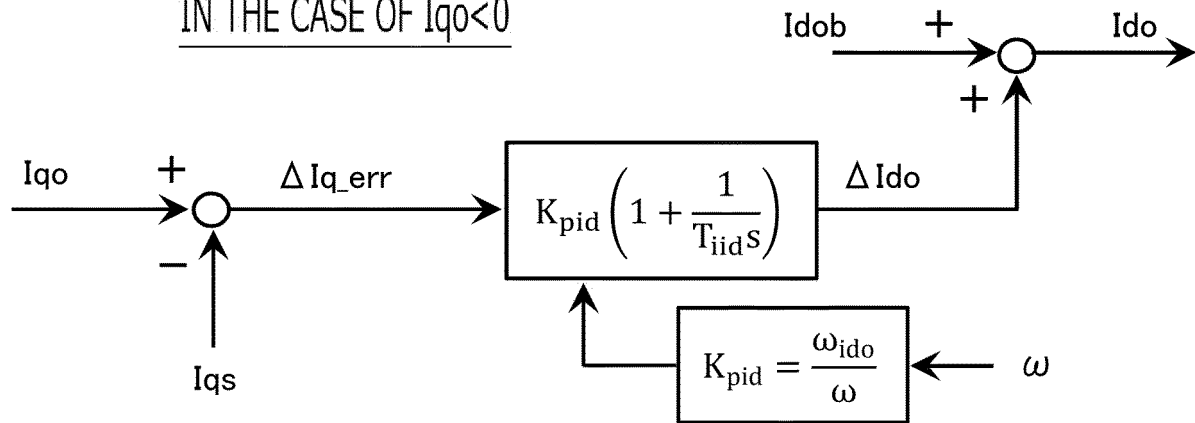 IN THE CASE OF Iqo<0
Idob + Ido
+
Iqo + ΔIq_err ΔIdo
K_pid (1 + 1/(T_iid s))
−
Iqs
K_pid = ω_ido/ω
ω